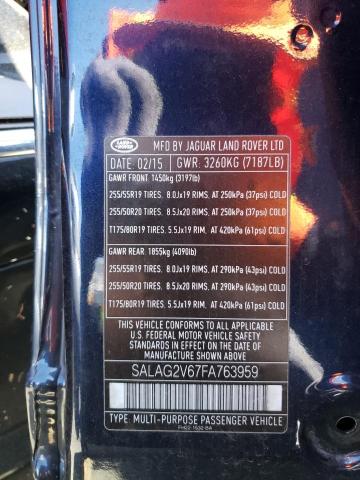 LAND ROVER
MFD BY JAGUAR LAND ROVER LTD
DATE: 02/15 GWR: 3260KG (7187LB)
GAWR FRONT: 1450kg (3197lb)
255/55R19 TIRES. 8.0Jx19 RIMS. AT 250kPa (37psi) COLD
255/50R20 TIRES. 8.5Jx20 RIMS. AT 250kPa (37psi) COLD
T175/80R19 TIRES. 5.5Jx19 RIM. AT 420kPa (61psi) COLD
GAWR REAR: 1855kg (4090lb)
255/55R19 TIRES. 8.0Jx19 RIMS. AT 290kPa (43psi) COLD
255/50R20 TIRES. 8.5Jx20 RIMS. AT 290kPa (43psi) COLD
T175/80R19 TIRES. 5.5Jx19 RIM. AT 420kPa (61psi) COLD
THIS VEHICLE CONFORMS TO ALL APPLICABLE
U.S. FEDERAL MOTOR VEHICLE SAFETY
STANDARDS IN EFFECT ON THE DATE OF
MANUFACTURE SHOWN ABOVE.
SALAG2V67FA763959
TYPE: MULTI-PURPOSE PASSENGER VEHICLE